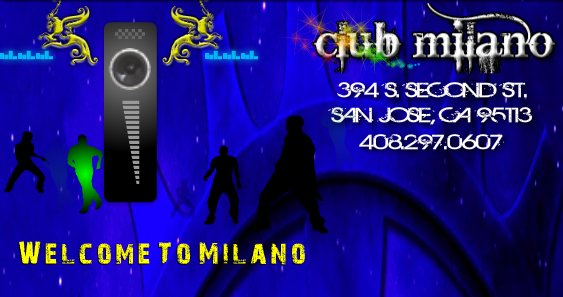 club milano
394 S. SECOND ST.
SAN JOSE, CA 95113
408.297.0607
WELCOME TO MILANO